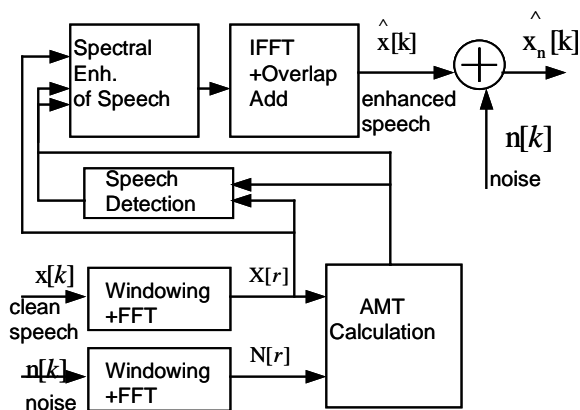 Spectral
Enh.
of Speech
IFFT
+Overlap
Add
^
x[k]
enhanced
speech
^
xn[k]
n[k]
noise
Speech
Detection
x[k]
clean
speech
Windowing
+FFT
X[r]
AMT
Calculation
n[k]
noise
Windowing
+FFT
N[r]